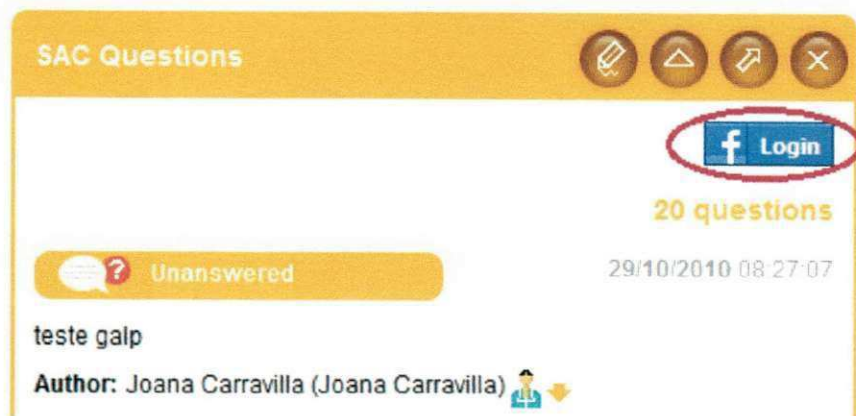 SAC Questions
f Login
20 questions
? Unanswered
29/10/2010 08:27:07
teste galp
Author: Joana Carravilla (Joana Carravilla)